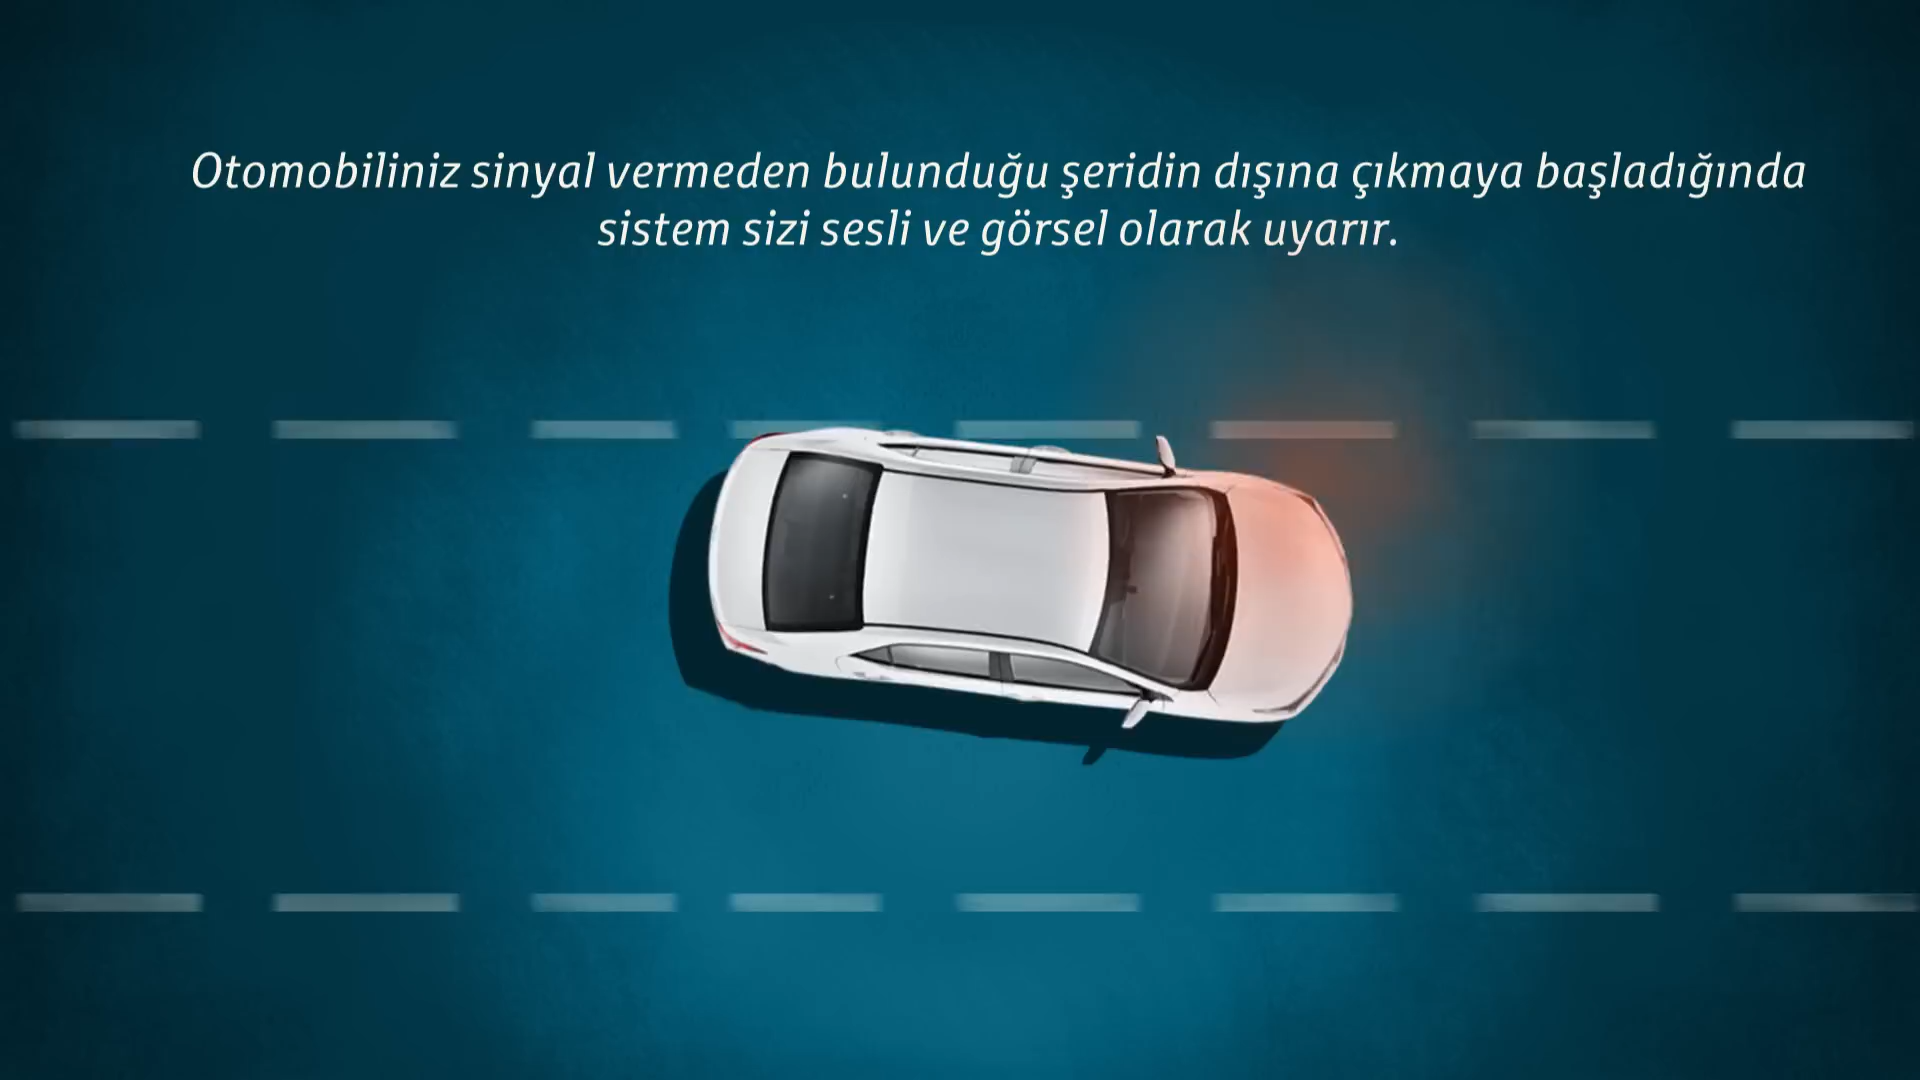 Otomobiliniz sinyal vermeden bulunduğu şeridin dışına çıkmaya başladığında
sistem sizi sesli ve görsel olarak uyarır.